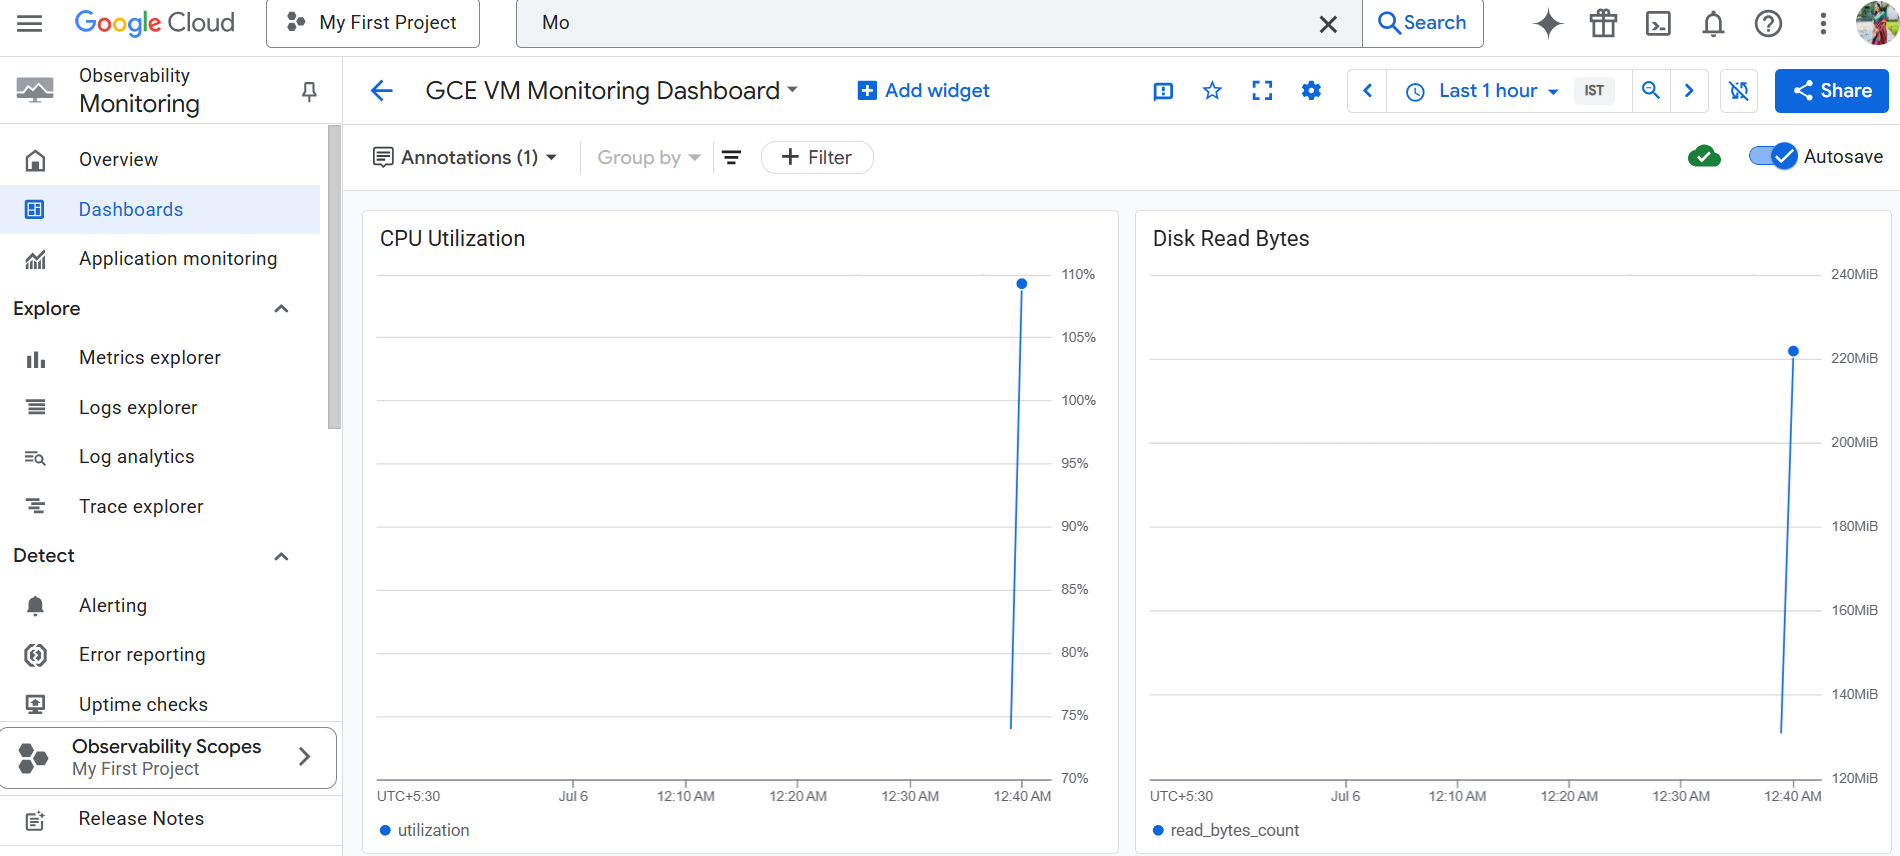 Google Cloud
My First Project
Mo
Search
Observability
Monitoring
GCE VM Monitoring Dashboard
Add widget
Last 1 hour
IST
Share
Overview
Dashboards
Application monitoring
Explore
Metrics explorer
Logs explorer
Log analytics
Trace explorer
Detect
Alerting
Error reporting
Uptime checks
Observability Scopes
My First Project
Release Notes
Annotations (1)
Group by
Filter
Autosave
CPU Utilization
110%
105%
100%
95%
90%
85%
80%
75%
70%
UTC+5:30 Jul 6 12:10 AM 12:20 AM 12:30 AM 12:40 AM
utilization
Disk Read Bytes
240MiB
220MiB
200MiB
180MiB
160MiB
140MiB
120MiB
UTC+5:30 Jul 6 12:10 AM 12:20 AM 12:30 AM 12:40 AM
read_bytes_count